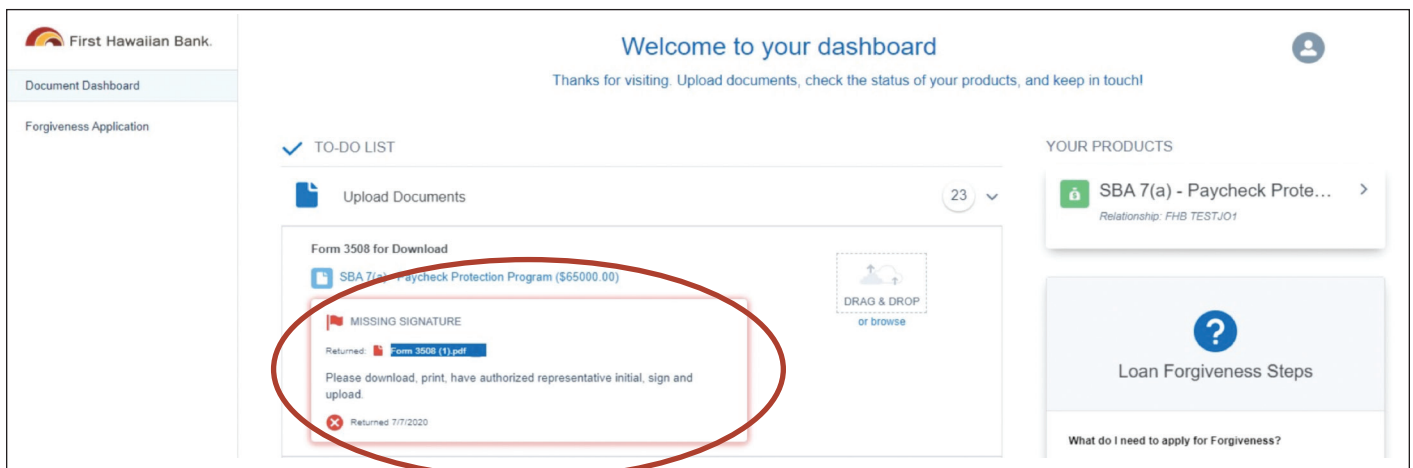 First Hawaiian Bank.
Document Dashboard
Forgiveness Application
Welcome to your dashboard
Thanks for visiting. Upload documents, check the status of your products, and keep in touch!
TO-DO LIST
Upload Documents
23
Form 3508 for Download
SBA 7(a) - Paycheck Protection Program ($65000.00)
MISSING SIGNATURE
Returned: Form 3508 (1).pdf
Please download, print, have authorized representative initial, sign and
upload.
Returned 7/7/2020
DRAG & DROP
or browse
YOUR PRODUCTS
SBA 7(a) - Paycheck Prote...
Relationship: FHB TESTJO1
?
Loan Forgiveness Steps
What do I need to apply for Forgiveness?